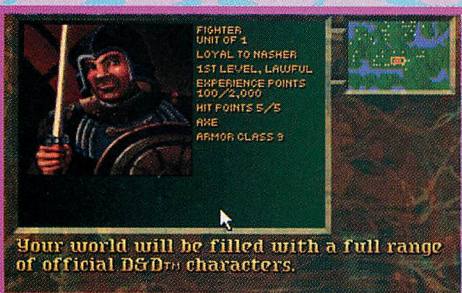 FIGHTER
UNIT OF 1
LOYAL TO NASHER
1ST LEVEL, LAWFUL
EXPERIENCE POINTS
100/2,000
HIT POINTS 5/5
AXE
ARMOR CLASS 9
Your world will be filled with a full range
of official D&D™ characters.